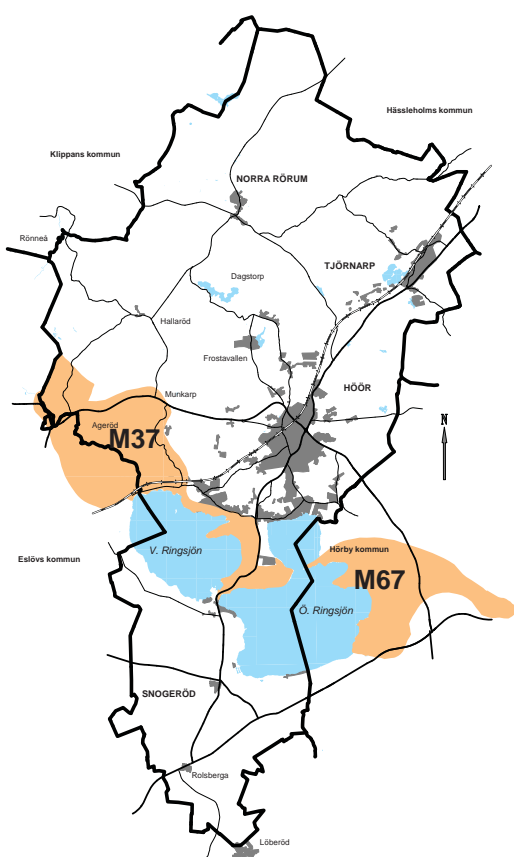 Hässleholms kommun
Klippans kommun
NORRA RÖRUM
Rönneå
TJÖRNARP
Dagstorp
Hallaröd
Frostavallen
HÖÖR
Munkarp
N
Ageröd
M37
V. Ringsjön
Hörby kommun
Eslövs kommun
M67
Ö. Ringsjön
SNOGERÖD
Rolsberga
Löberöd